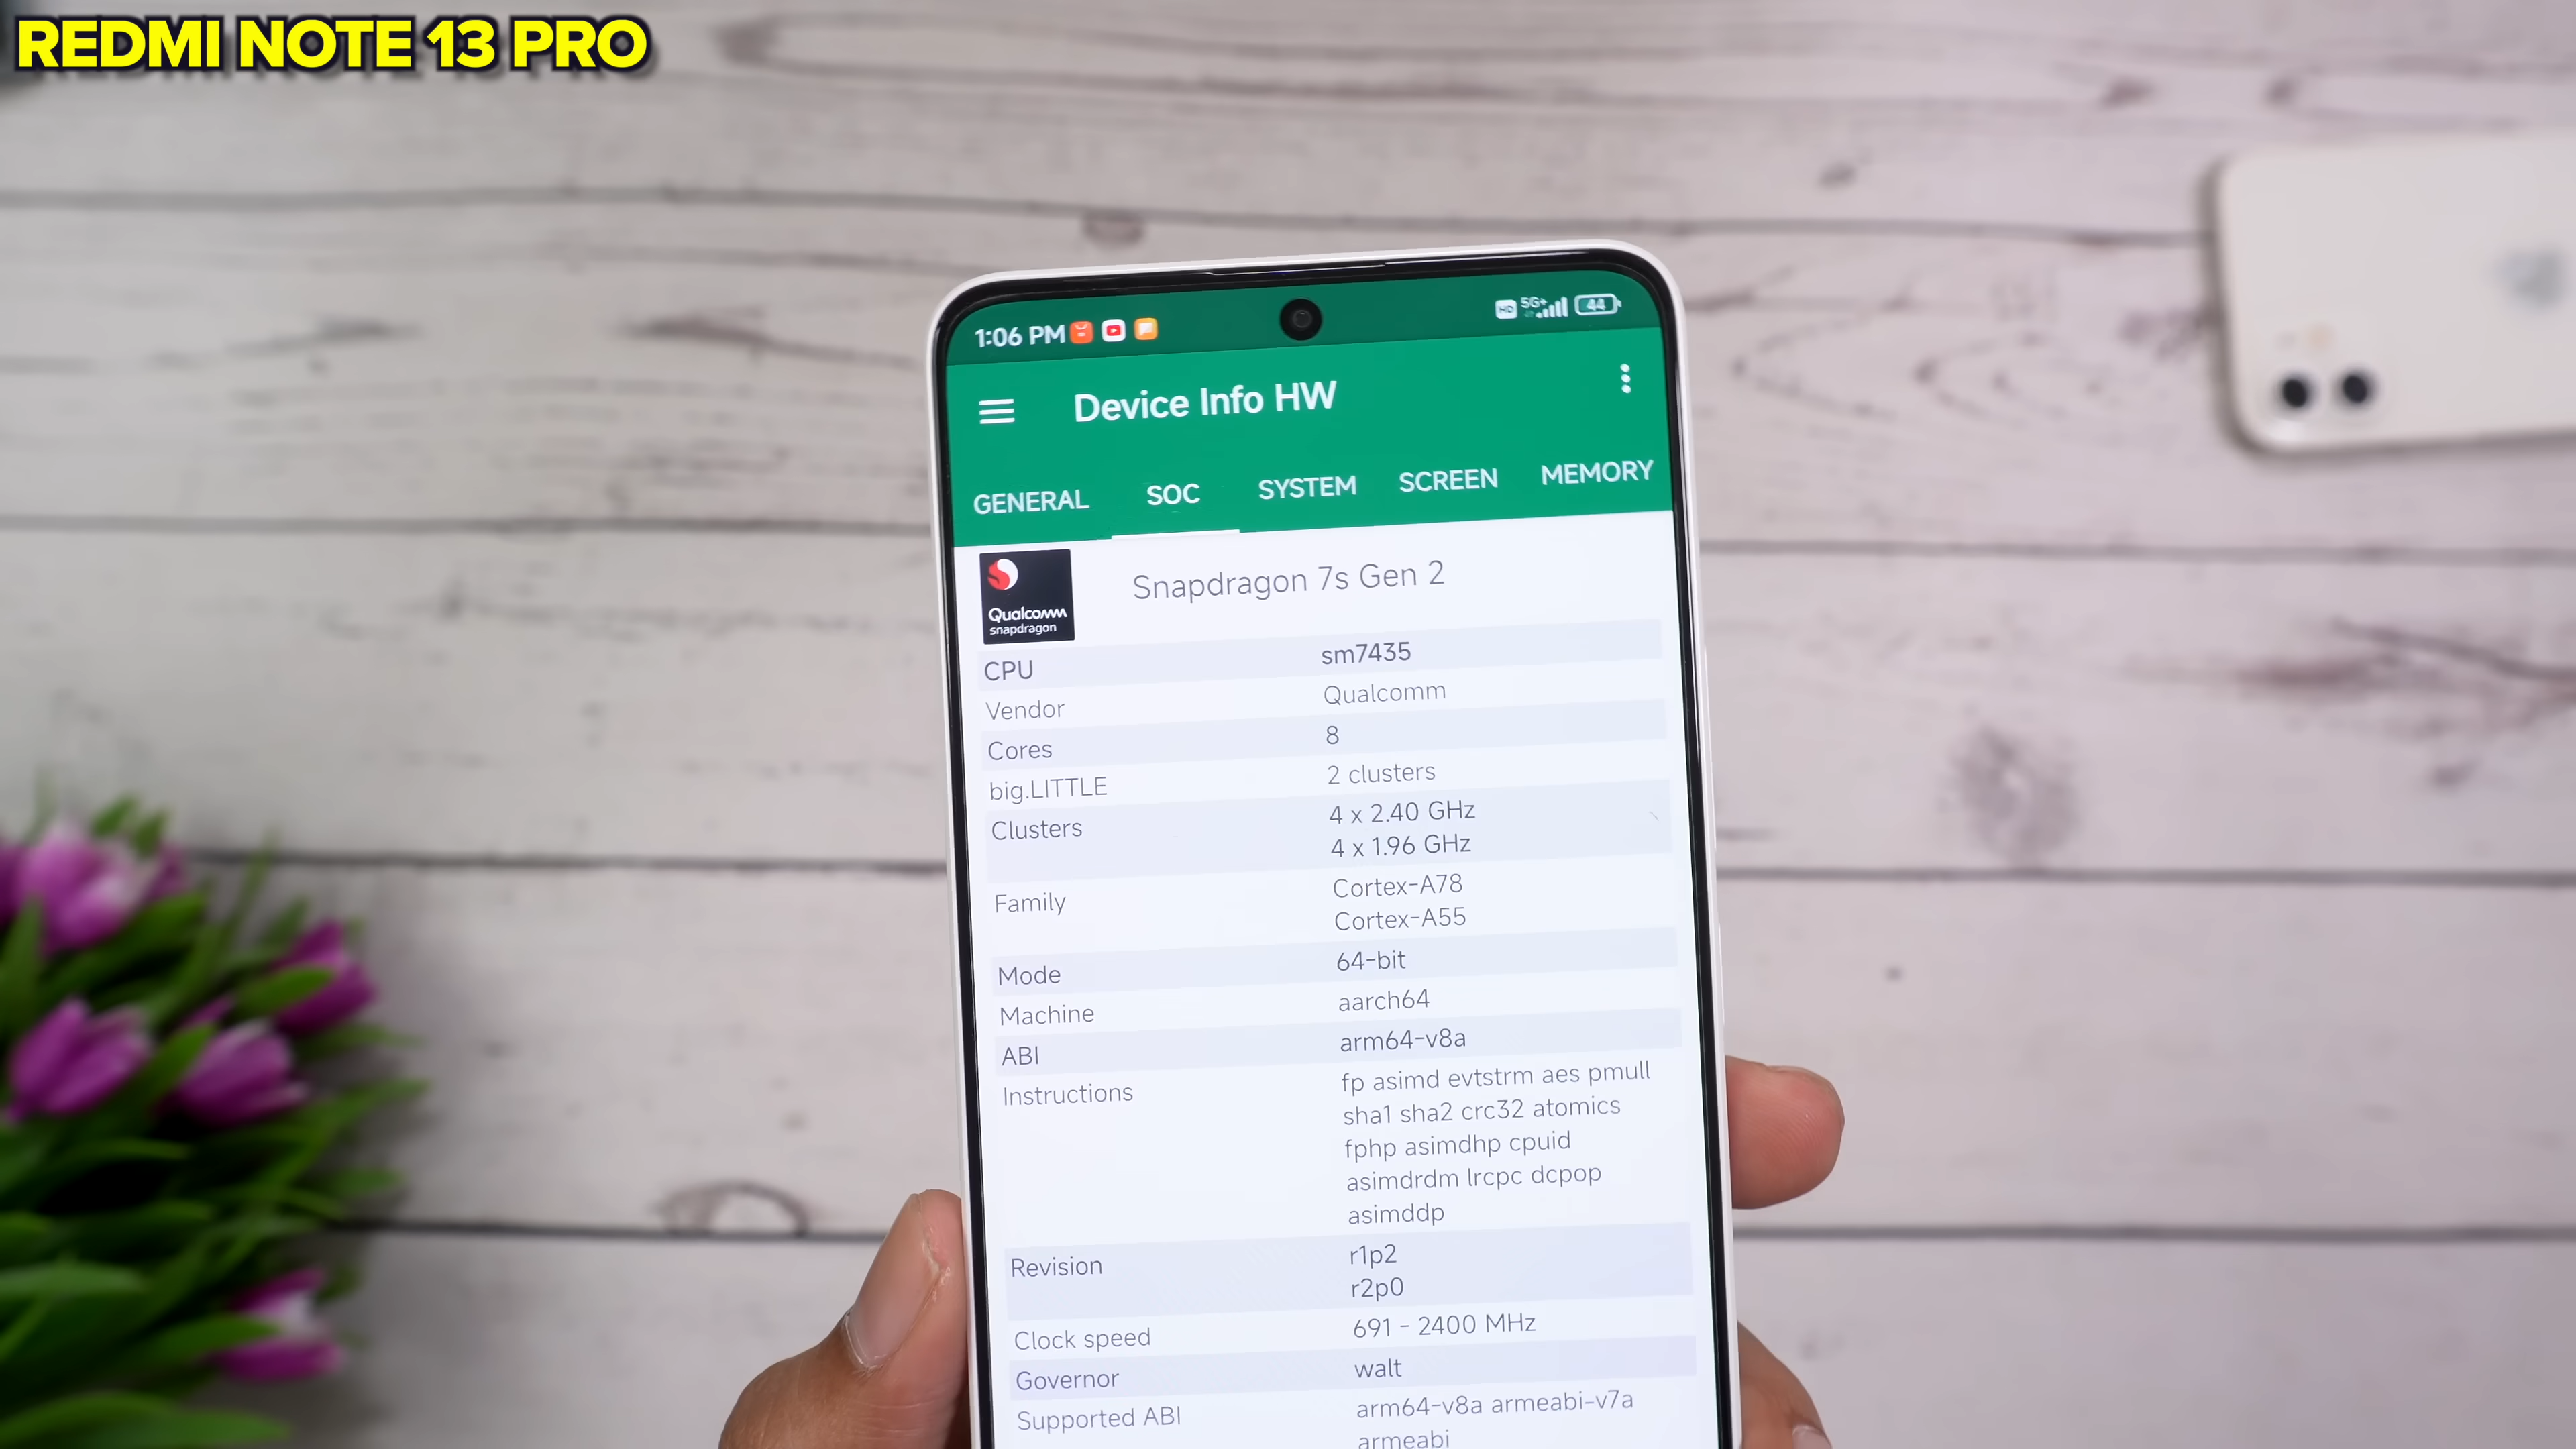 REDMI NOTE 13 PRO
1:06 PM
HD 5G+ 44
Device Info HW
GENERAL SOC SYSTEM SCREEN MEMORY
Qualcomm
snapdragon
Snapdragon 7s Gen 2
CPU sm7435
Vendor Qualcomm
Cores 8
big.LITTLE 2 clusters
Clusters 4 x 2.40 GHz
4 x 1.96 GHz
Family Cortex-A78
Cortex-A55
Mode 64-bit
Machine aarch64
ABI arm64-v8a
Instructions fp asimd evtstrm aes pmull
sha1 sha2 crc32 atomics
fphp asimdhp cpuid
asimdrdm lrcpc dcpop
asimddp
Revision r1p2
r2p0
Clock speed 691 - 2400 MHz
Governor walt
Supported ABI arm64-v8a armeabi-v7a
armeabi